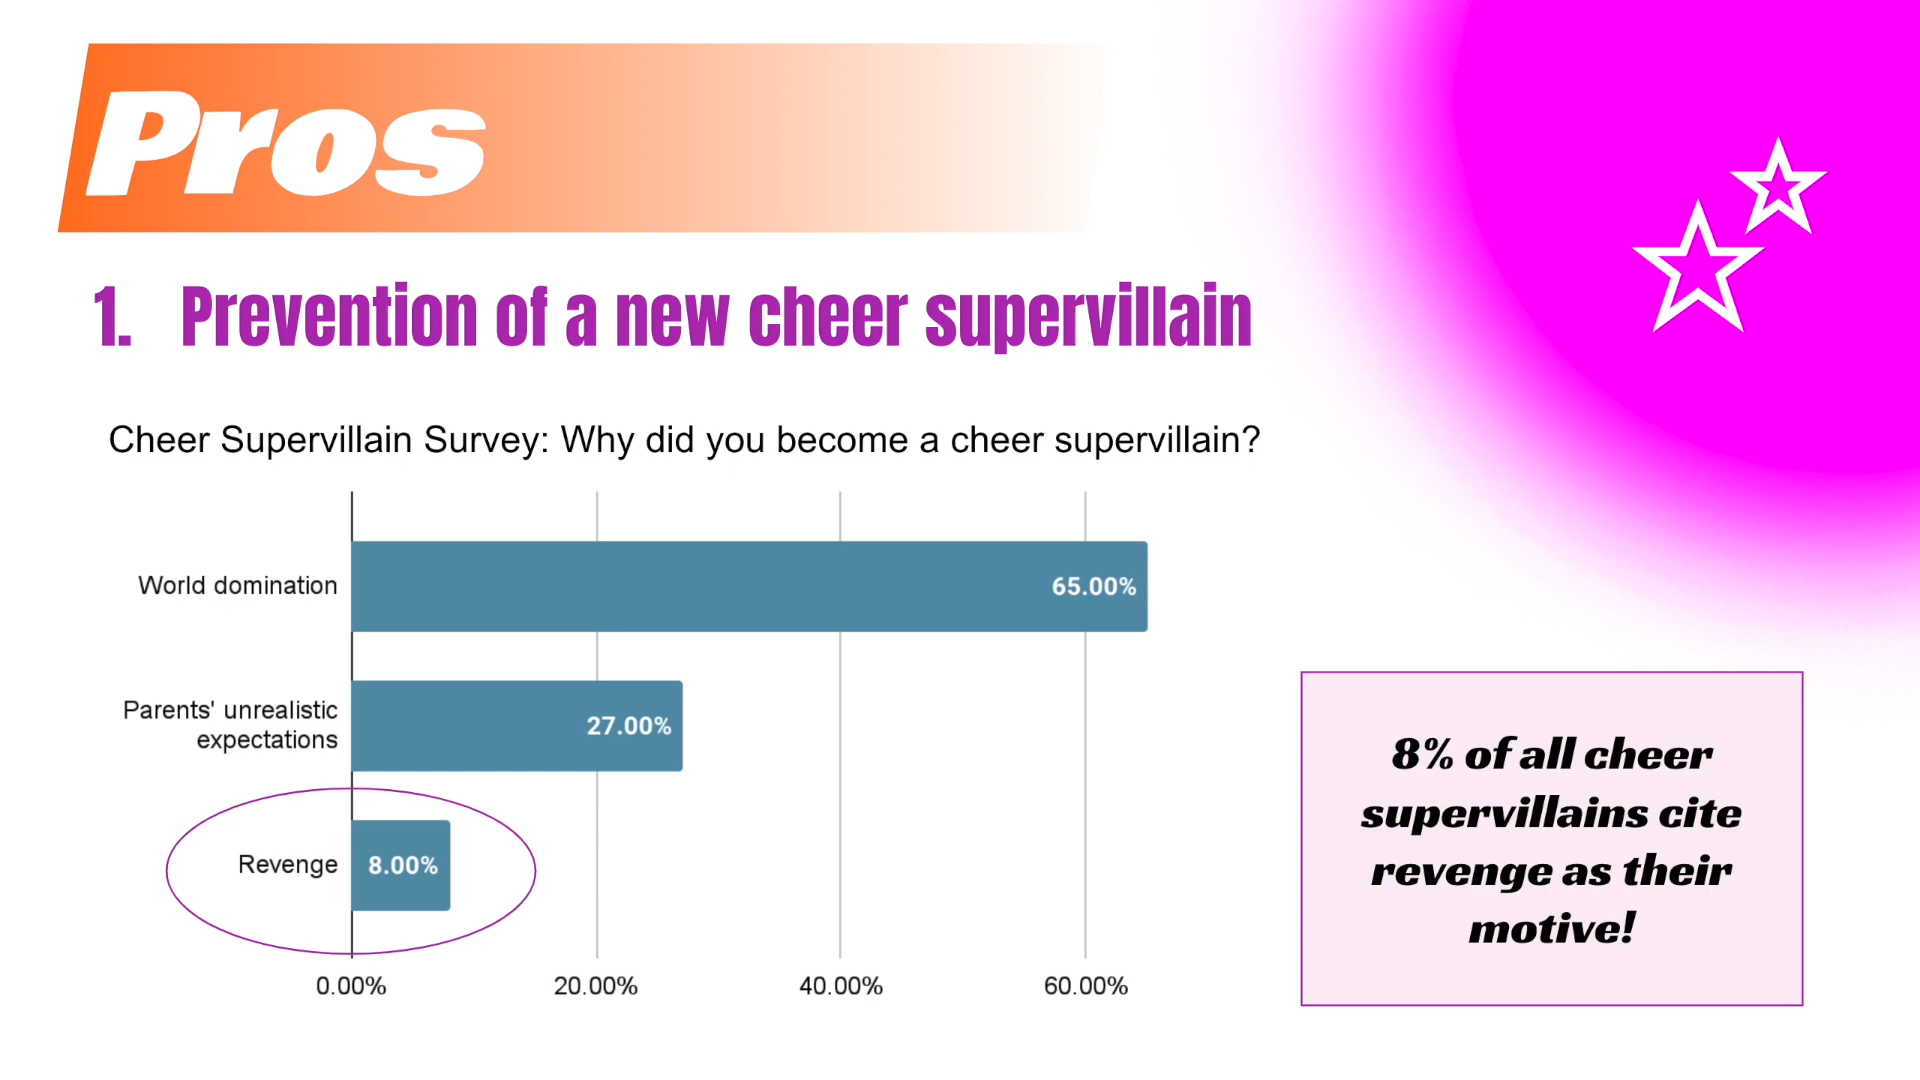 Pros
1. Prevention of a new cheer supervillain
Cheer Supervillain Survey: Why did you become a cheer supervillain?
World domination
65.00%
Parents' unrealistic
expectations
27.00%
Revenge
8.00%
0.00%
20.00%
40.00%
60.00%
8% of all cheer
supervillains cite
revenge as their
motive!